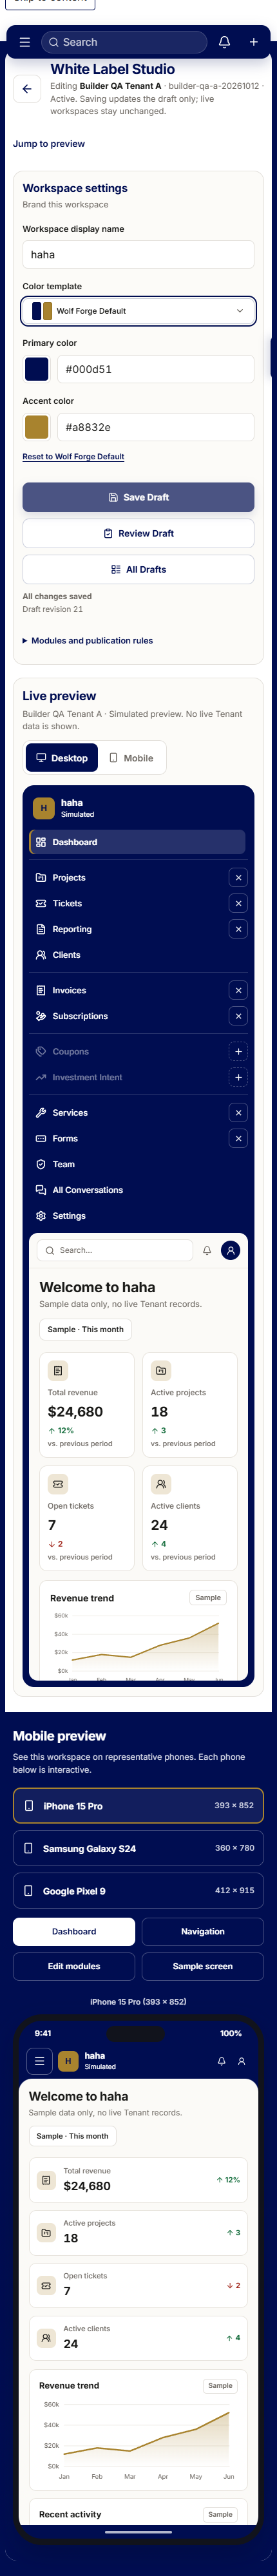 Skip to Content
Search
White Label Studio
Editing Builder QA Tenant A · builder-qa-a-20261012 ·
Active. Saving updates the draft only; live
workspaces stay unchanged.
Jump to preview
Workspace settings
Brand this workspace
Workspace display name
haha
Color template
Wolf Forge Default
Primary color
#000d51
Accent color
#a8832e
Reset to Wolf Forge Default
Save Draft
Review Draft
All Drafts
All changes saved
Draft revision 21
Modules and publication rules
Live preview
Builder QA Tenant A · Simulated preview. No live Tenant
data is shown.
Desktop
Mobile
H
haha
Simulated
Dashboard
Projects
Tickets
Reporting
Clients
Invoices
Subscriptions
Coupons
Investment Intent
Services
Forms
Team
All Conversations
Settings
Search...
Welcome to haha
Sample data only, no live Tenant records.
Sample · This month
Total revenue
$24,680
↑ 12%
vs. previous period
Active projects
18
↑ 3
vs. previous period
Open tickets
7
↓ 2
vs. previous period
Active clients
24
↑ 4
vs. previous period
Revenue trend
Sample
$60k
$40k
$20k
$0k
Jan Feb Mar Apr May Jun
Mobile preview
See this workspace on representative phones. Each phone
below is interactive.
iPhone 15 Pro 393 × 852
Samsung Galaxy S24 360 × 780
Google Pixel 9 412 × 915
Dashboard
Navigation
Edit modules
Sample screen
iPhone 15 Pro (393 × 852)
9:41 100%
H
haha
Simulated
Welcome to haha
Sample data only, no live Tenant records.
Sample · This month
Total revenue
$24,680
↑ 12%
Active projects
18
↑ 3
Open tickets
7
↓ 2
Active clients
24
↑ 4
Revenue trend
Sample
$60k
$40k
$20k
$0k
Jan Feb Mar Apr May Jun
Recent activity
Sample